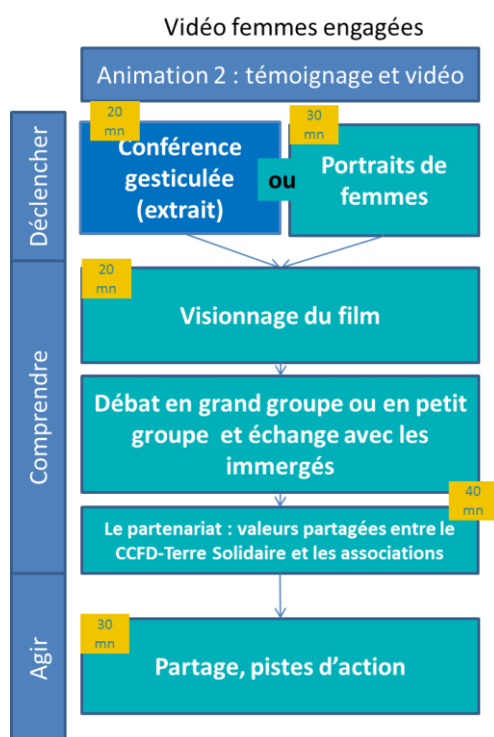 Vidéo femmes engagées
Animation 2 : témoignage et vidéo
Déclencher
20
mn
Conférence
gesticulée
(extrait)
ou
30
mn
Portraits de
femmes
Comprendre
20
mn
Visionnage du film
Débat en grand groupe ou en petit
groupe et échange avec les
immergés
40
mn
Le partenariat : valeurs partagées entre le
CCFD-Terre Solidaire et les associations
Agir
30
mn
Partage, pistes d'action